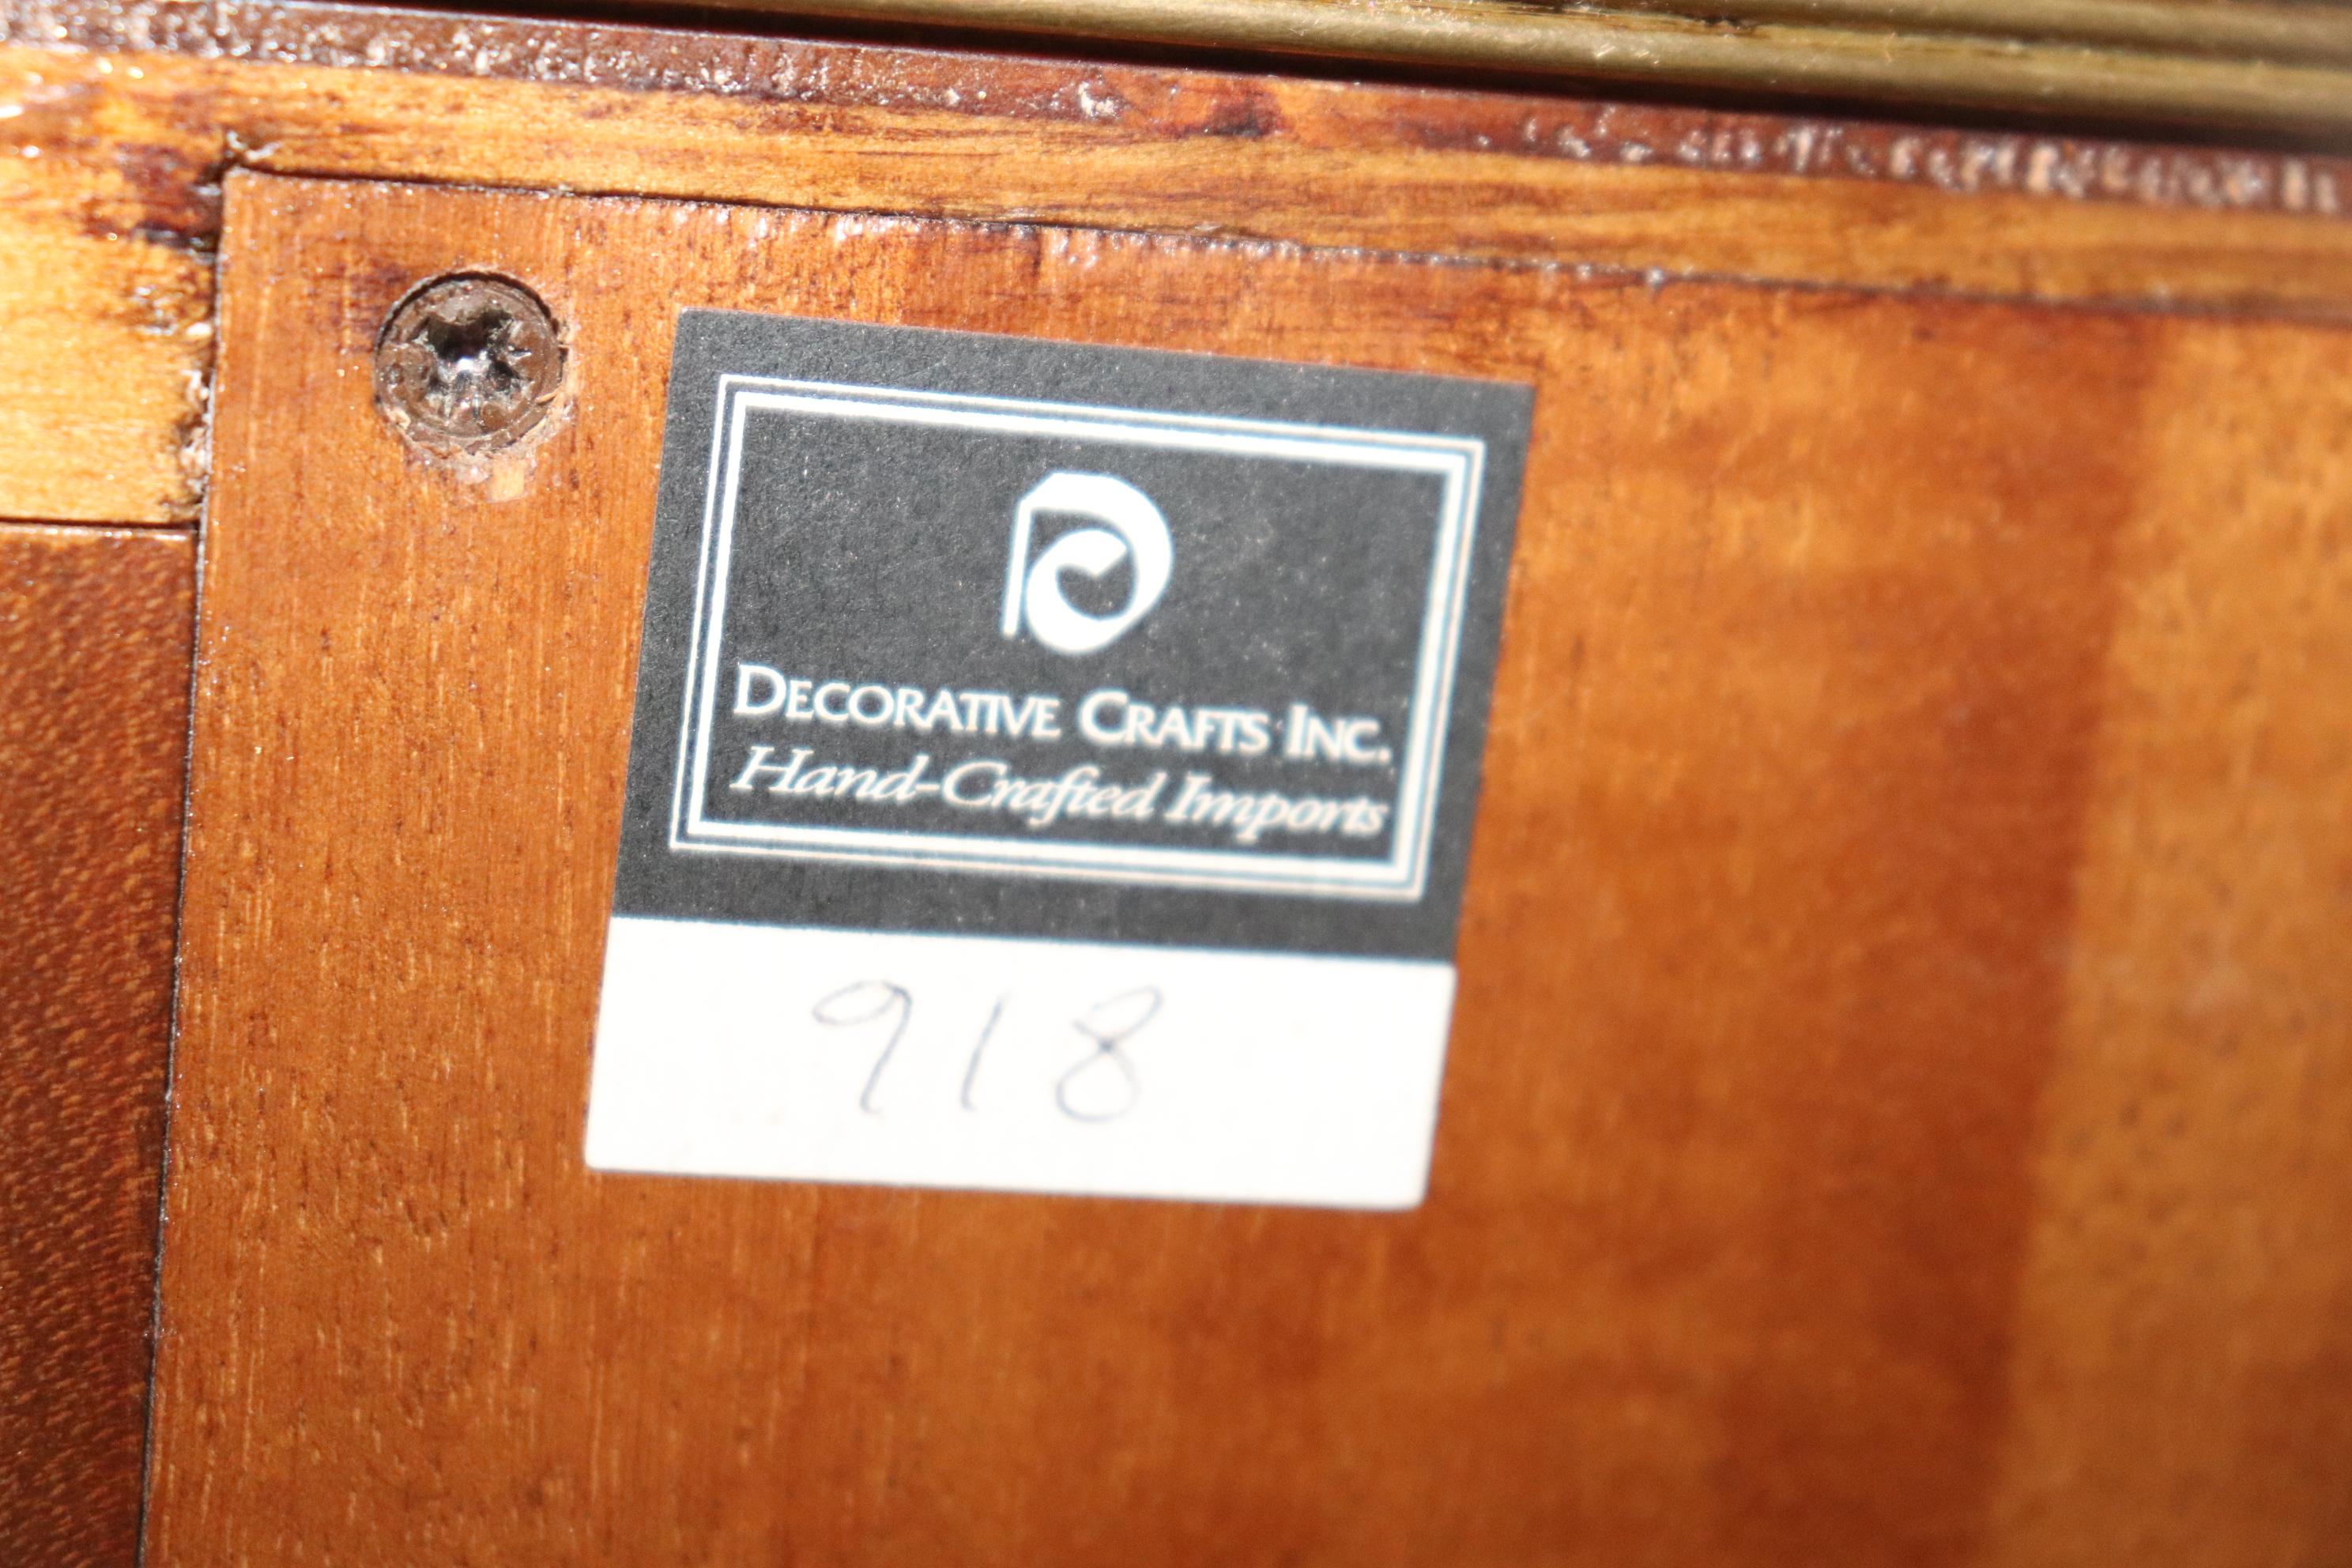 DECORATIVE CRAFTS INC.
Hand-Crafted Imports
918